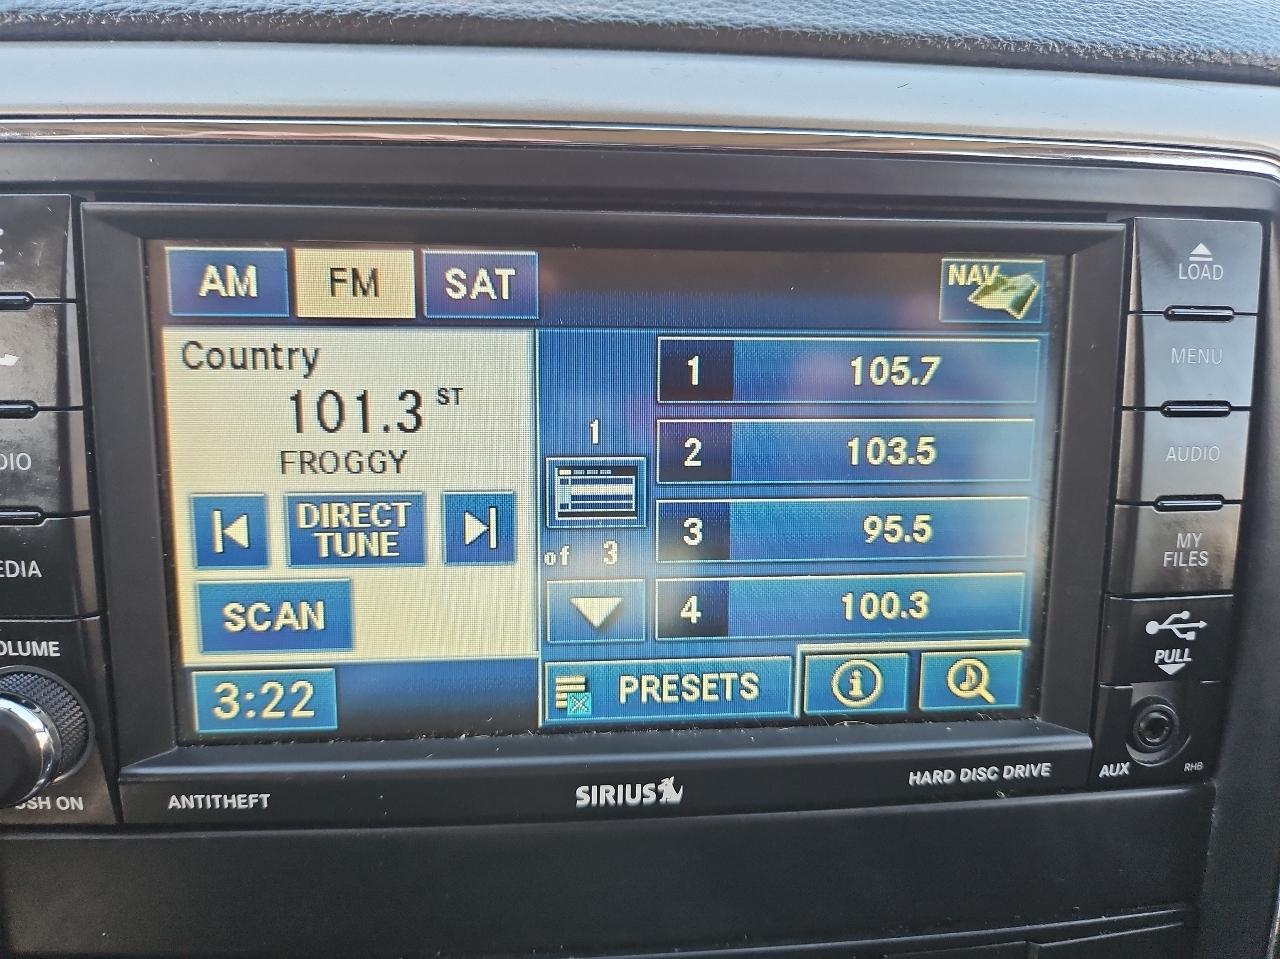 AM FM SAT NAV
Country
101.3 ST
FROGGY
DIRECT
TUNE
SCAN
3:22
1
of 3
1 105.7
2 103.5
3 95.5
4 100.3
PRESETS
LOAD
MENU
AUDIO
MY
FILES
PULL
AUX
RHB
ANTITHEFT
SIRIUS
HARD DISC DRIVE